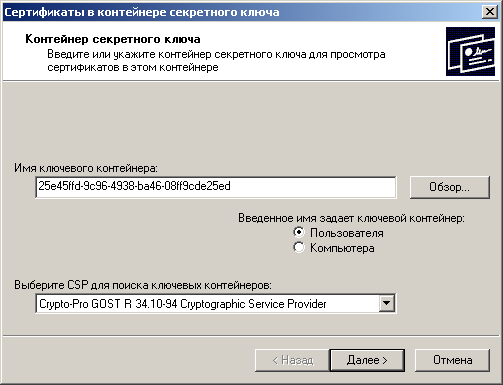 Сертификаты в контейнере секретного ключа
Контейнер секретного ключа
Введите или укажите контейнер секретного ключа для просмотра
сертификатов в этом контейнере
Имя ключевого контейнера:
25e45ffd-9c96-4938-ba46-08ff9cde25ed
Обзор...
Введенное имя задает ключевой контейнер:
Пользователя
Компьютера
Выберите CSP для поиска ключевых контейнеров:
Crypto-Pro GOST R 34.10-94 Cryptographic Service Provider
< Назад
Далее >
Отмена